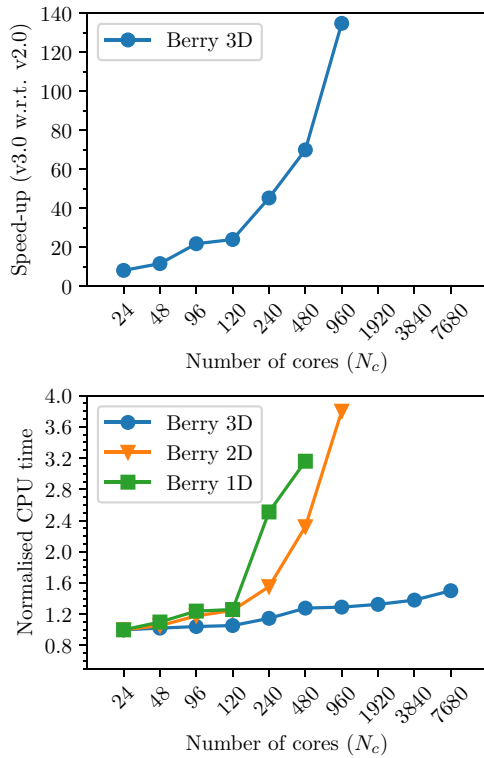 140
120
100
80
60
40
20
0
Speed-up (v3.0 w.r.t. v2.0)
Berry 3D
24 48 96 120 240 480 960 1920 3840 7680
Number of cores (N_c)
4.0
3.6
3.2
2.8
2.4
2.0
1.6
1.2
0.8
Normalised CPU time
Berry 3D
Berry 2D
Berry 1D
24 48 96 120 240 480 960 1920 3840 7680
Number of cores (N_c)